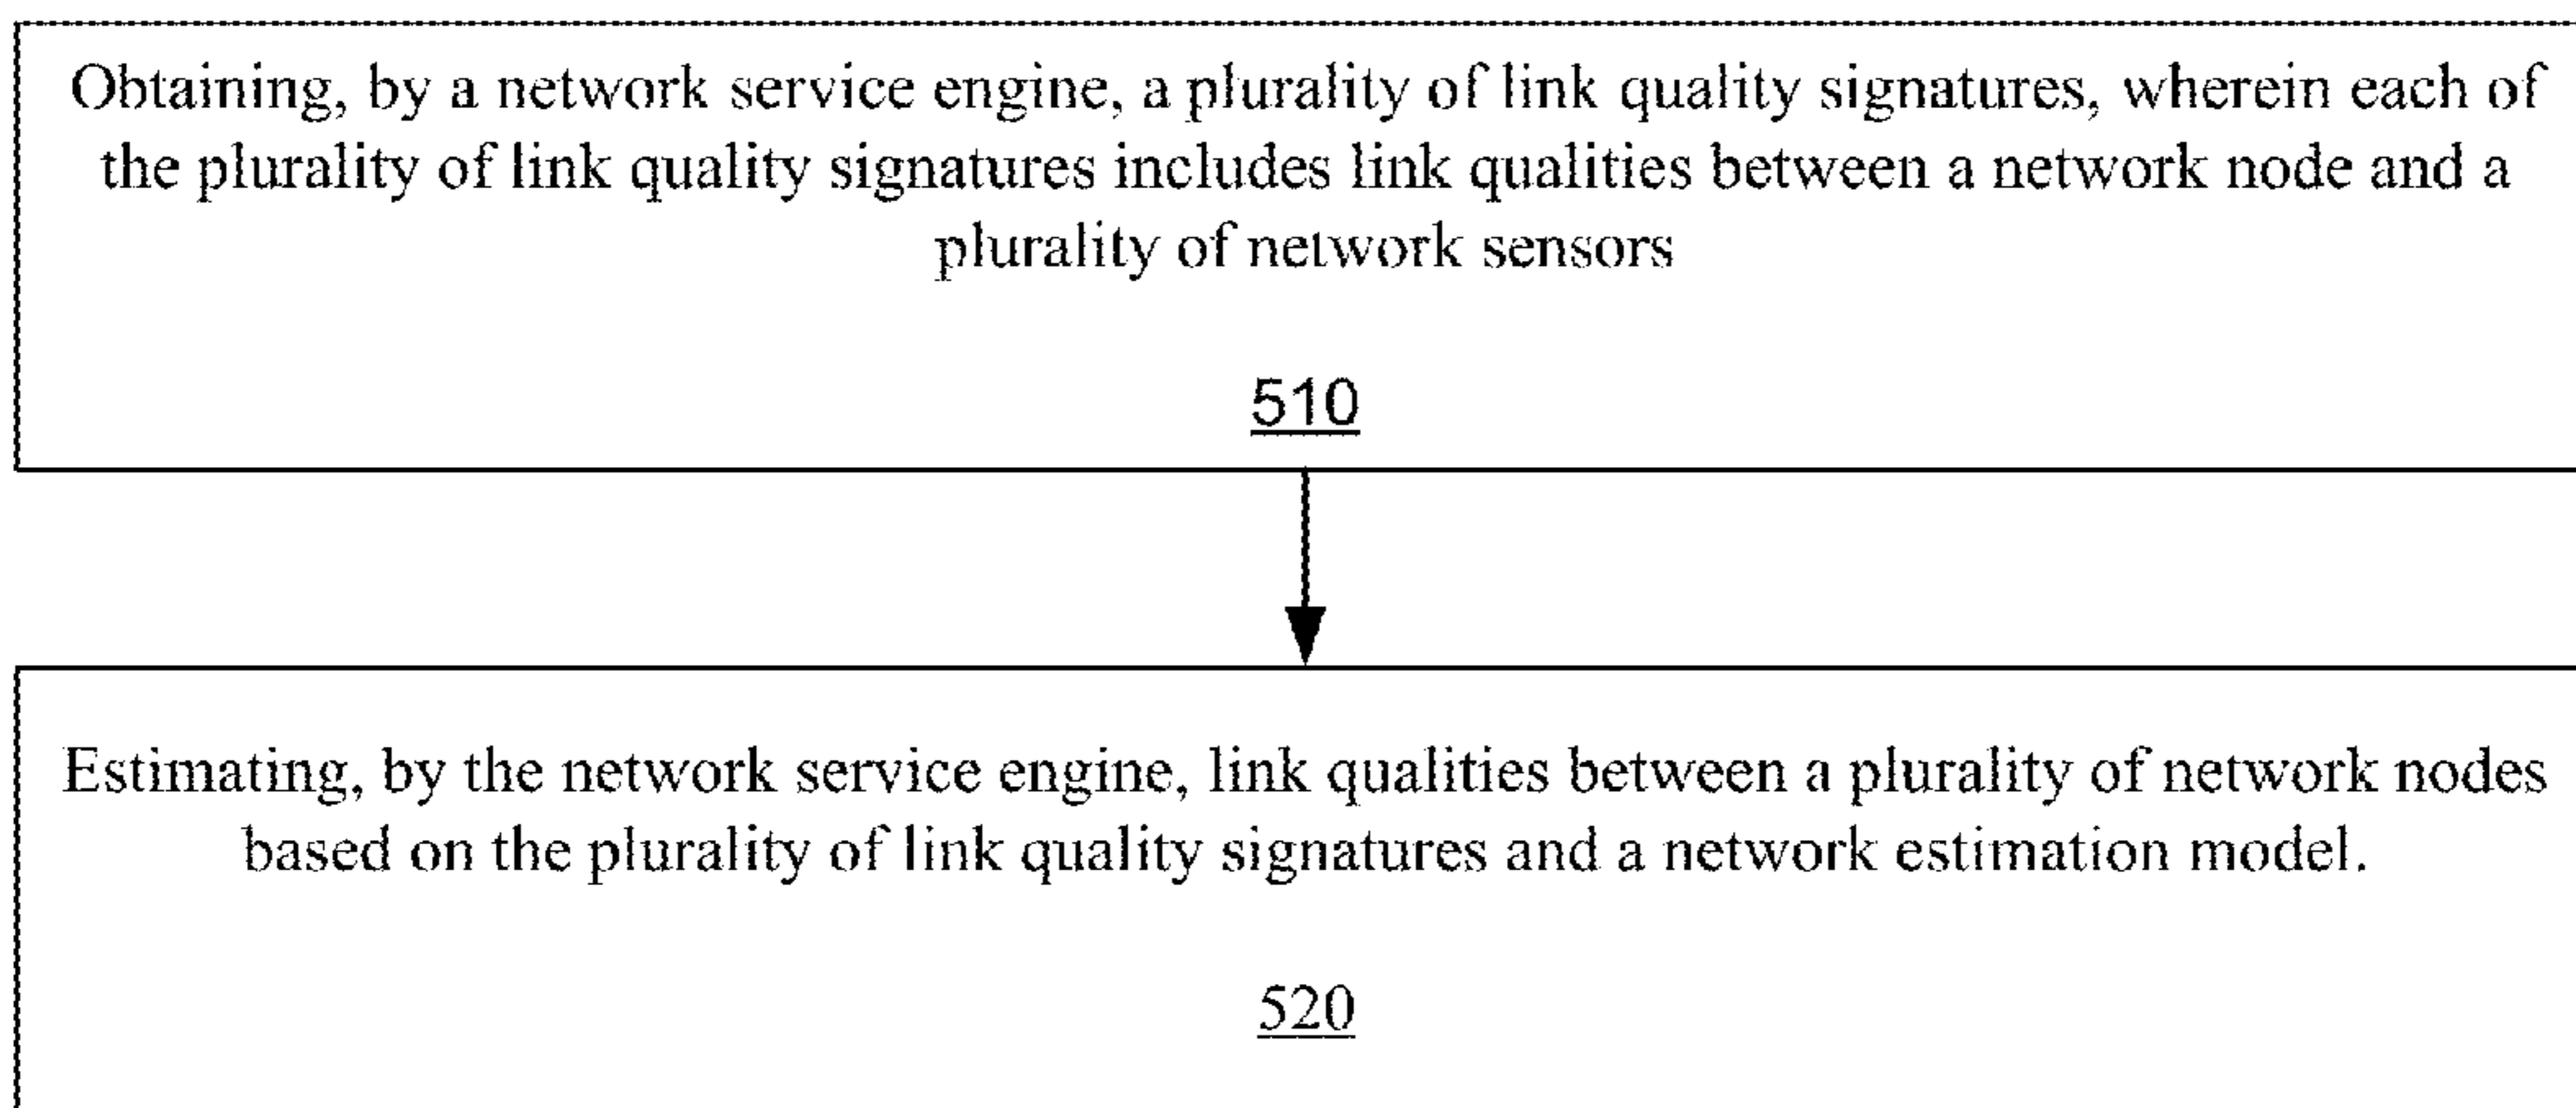 Obtaining, by a network service engine, a plurality of link quality signatures, wherein each of
the plurality of link quality signatures includes link qualities between a network node and a
plurality of network sensors
510
Estimating, by the network service engine, link qualities between a plurality of network nodes
based on the plurality of link quality signatures and a network estimation model.
520